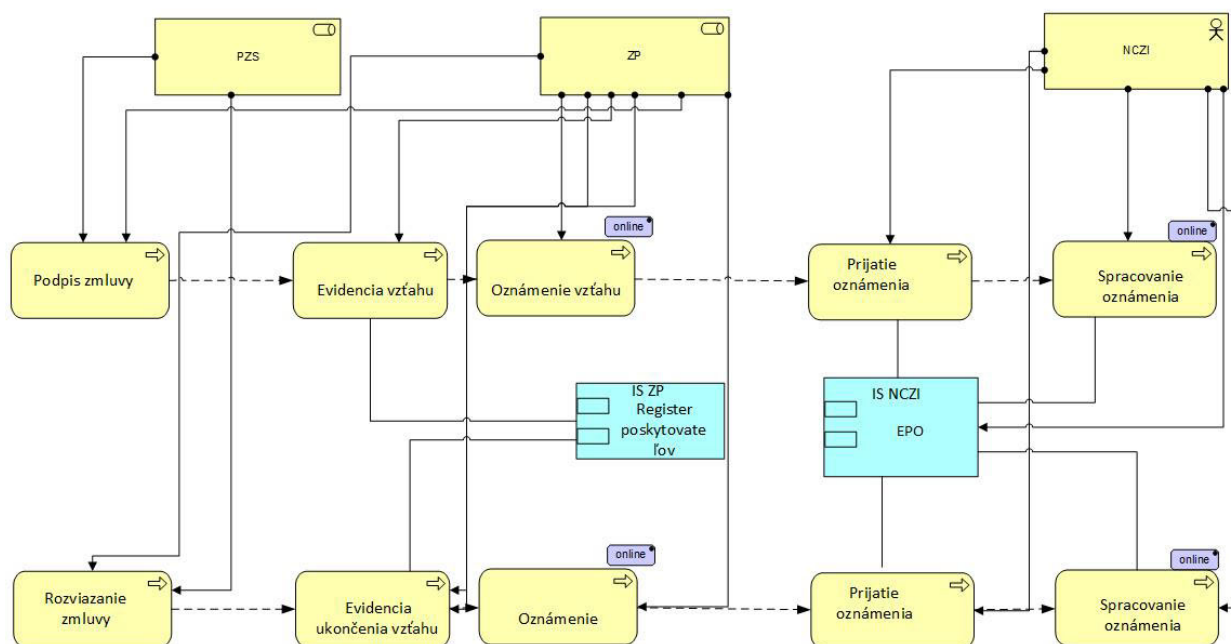 PZS
ZP
NCZI
online
online
Podpis zmluvy
Evidencia vzťahu
Oznámenie vzťahu
Prijatie
oznámenia
Spracovanie
oznámenia
IS ZP
Register
poskytovate
ľov
IS NCZI
EPO
online
online
Rozviazanie
zmluvy
Evidencia
ukončenia vzťahu
Oznámenie
Prijatie
oznámenia
Spracovanie
oznámenia